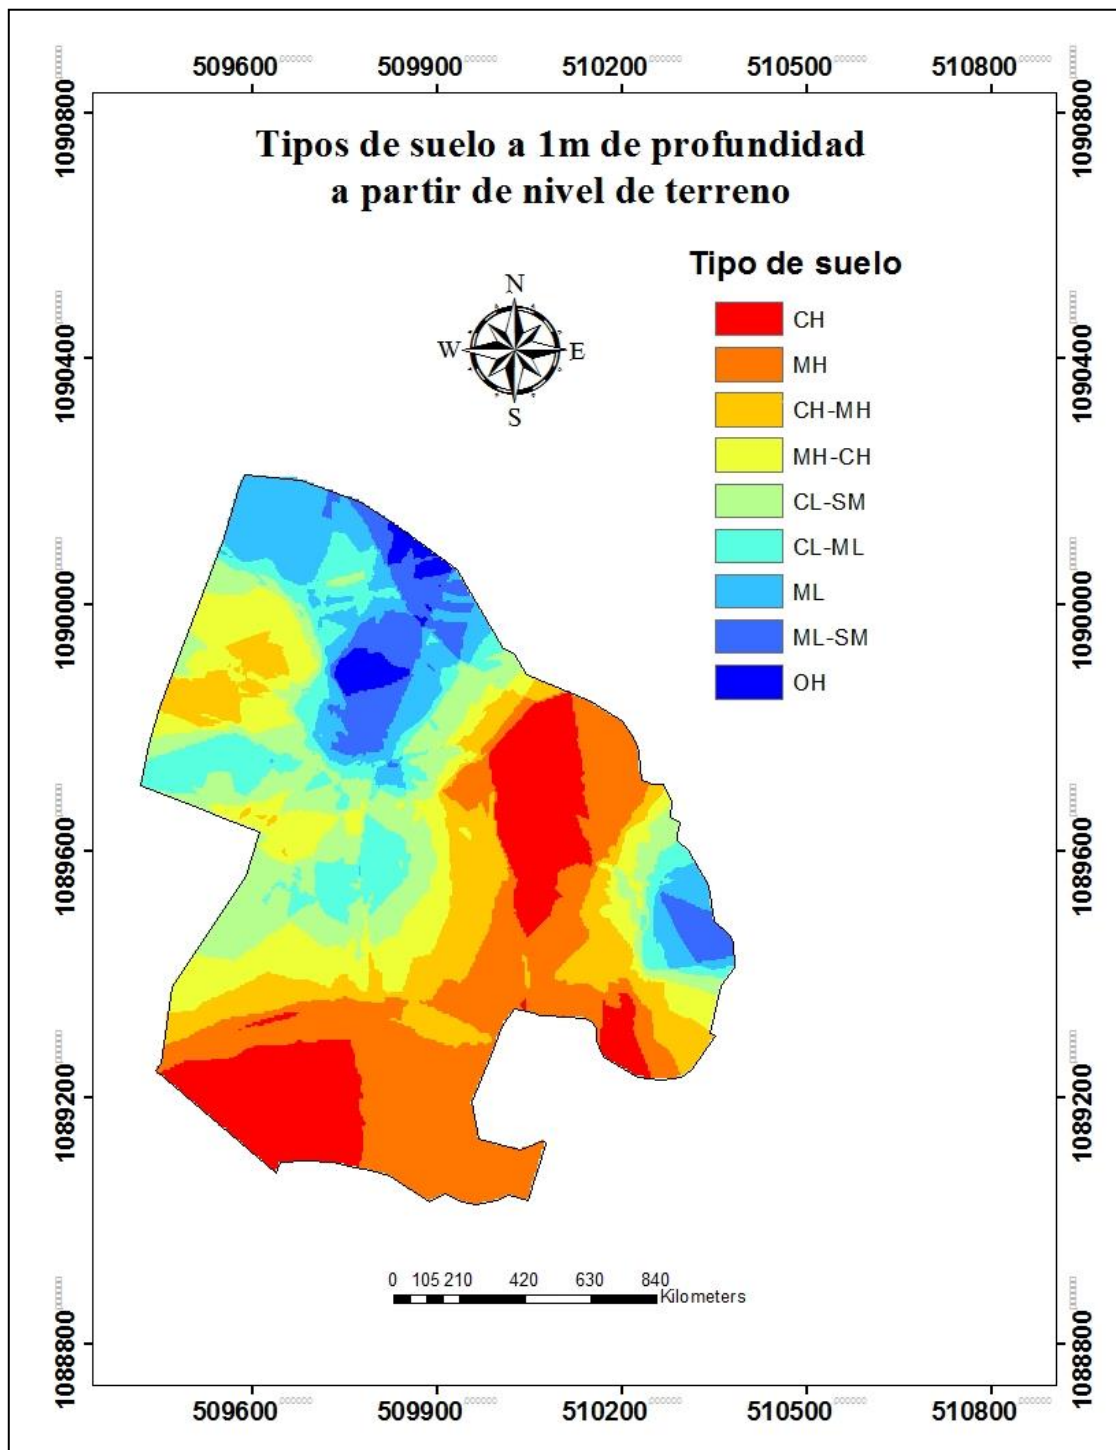 509600 509900 510200 510500 510800
1090800 1090800
Tipos de suelo a 1m de profundidad
a partir de nivel de terreno
Tipo de suelo
N
W E
S
CH
MH
CH-MH
MH-CH
CL-SM
CL-ML
ML
ML-SM
OH
1090400 1090400
1090000 1090000
1089600 1089600
1089200 1089200
0 105 210 420 630 840
Kilometers
1088800 1088800
509600 509900 510200 510500 510800